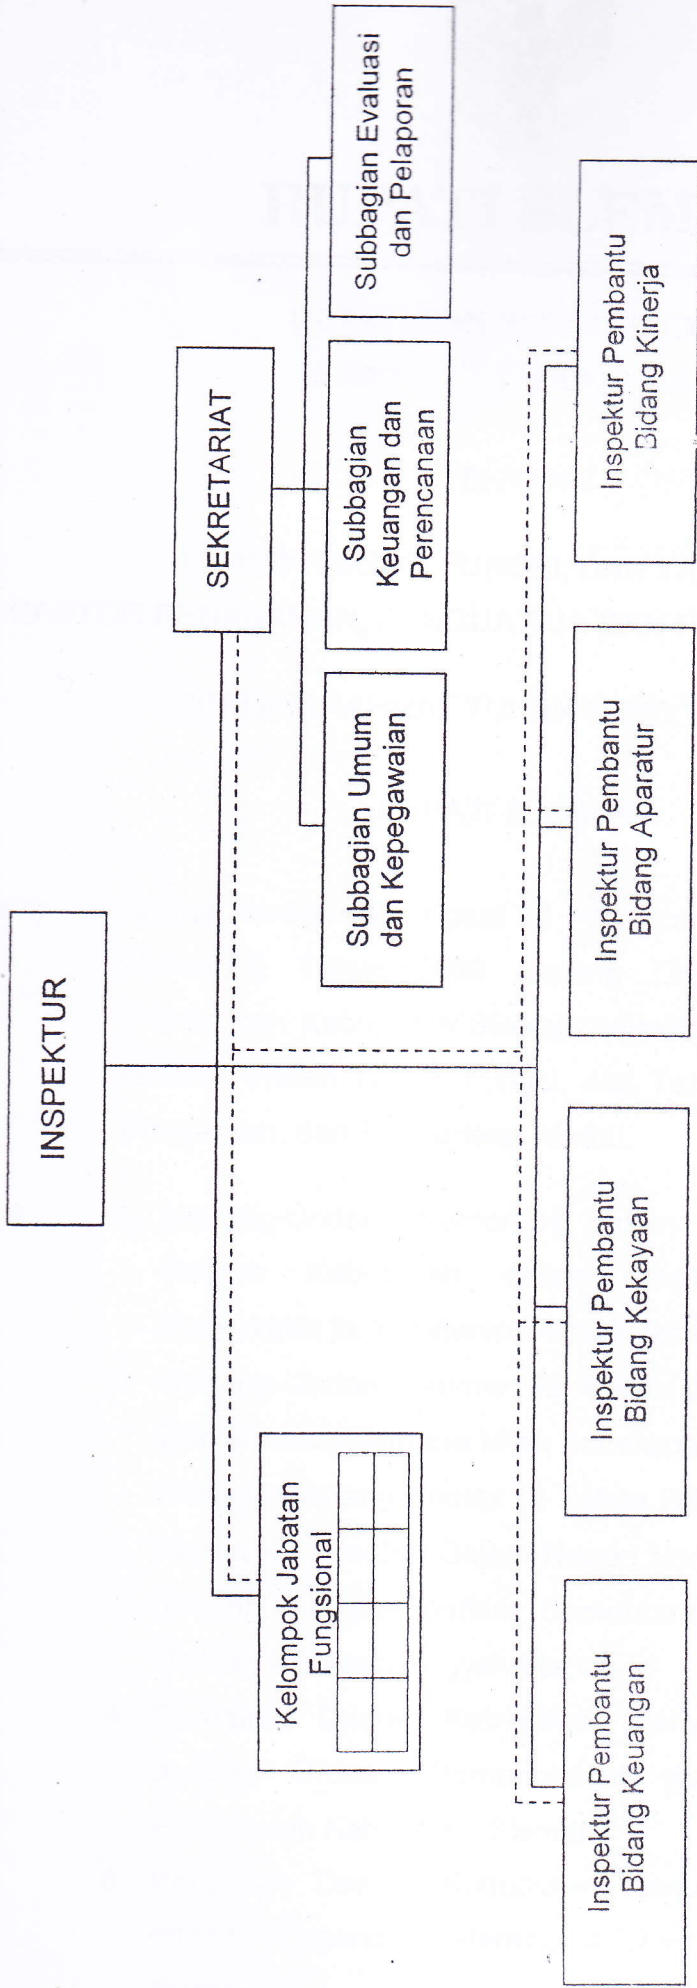 INSPEKTUR
SEKRETARIAT
Kelompok Jabatan
Fungsional
Subbagian Umum
dan Kepegawaian
Subbagian
Keuangan dan
Perencanaan
Subbagian Evaluasi
dan Pelaporan
Inspektur Pembantu
Bidang Keuangan
Inspektur Pembantu
Bidang Kekayaan
Inspektur Pembantu
Bidang Aparatur
Inspektur Pembantu
Bidang Kinerja